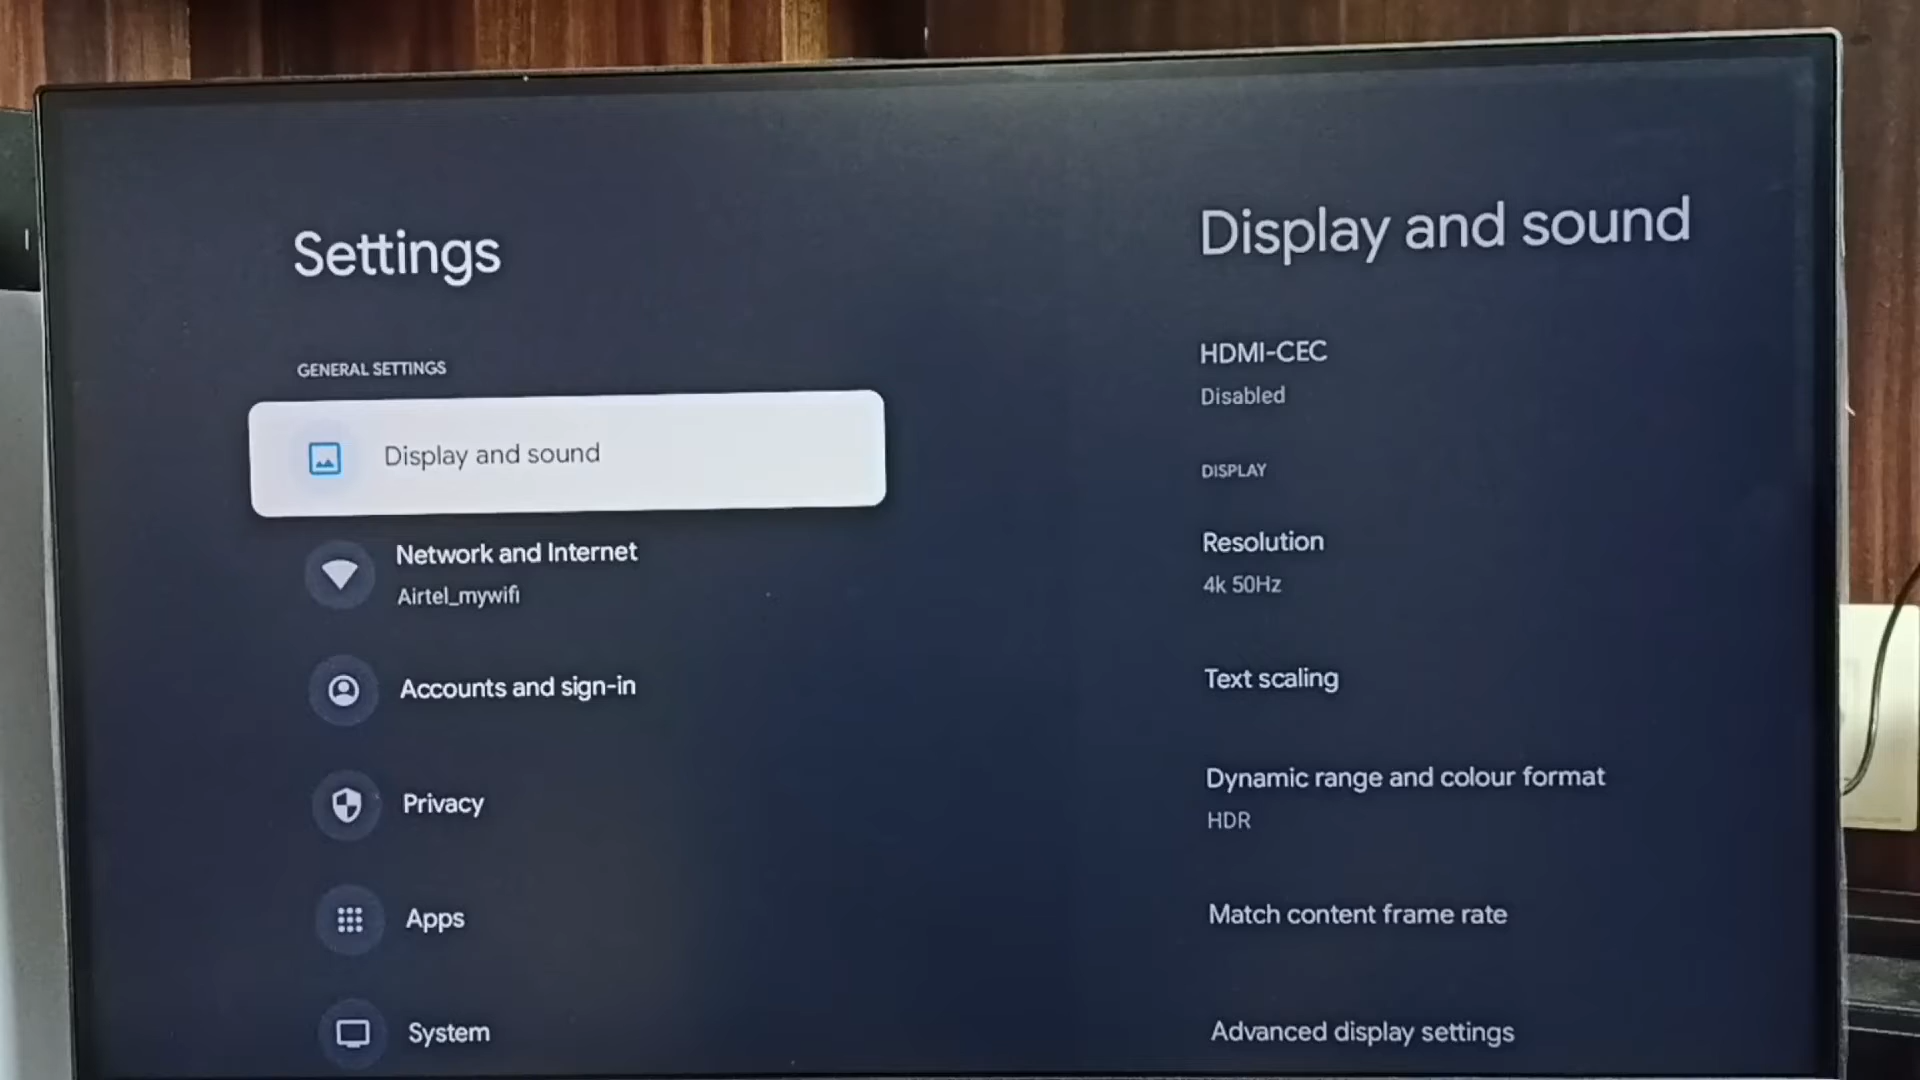 Settings
GENERAL SETTINGS
Display and sound
Network and Internet
Airtel_mywifi
Accounts and sign-in
Privacy
Apps
System
Display and sound
HDMI-CEC
Disabled
DISPLAY
Resolution
4k 50Hz
Text scaling
Dynamic range and colour format
HDR
Match content frame rate
Advanced display settings